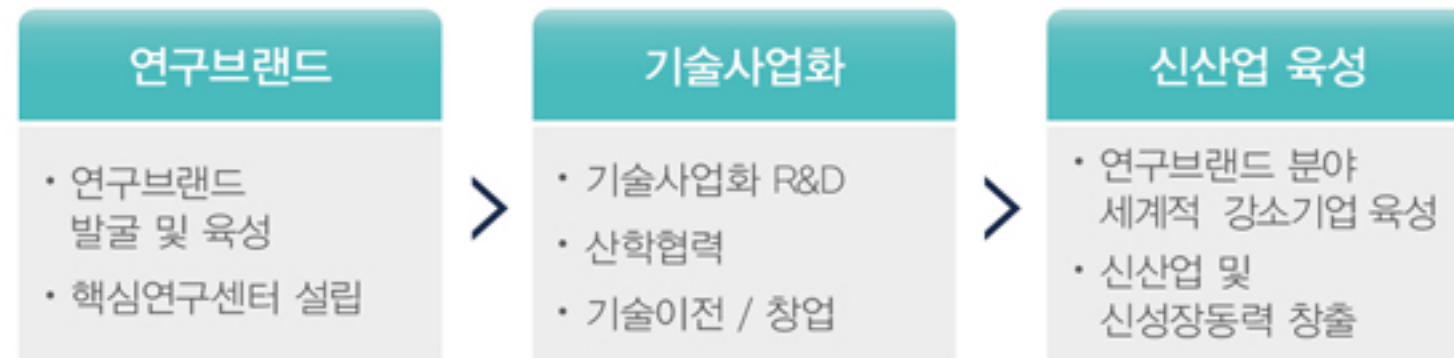 연구브랜드
· 연구브랜드
발굴 및 육성
· 핵심연구센터 설립
기술사업화
· 기술사업화 R&D
· 산학협력
· 기술이전 / 창업
신산업 육성
· 연구브랜드 분야
세계적 강소기업 육성
· 신산업 및
신성장동력 창출